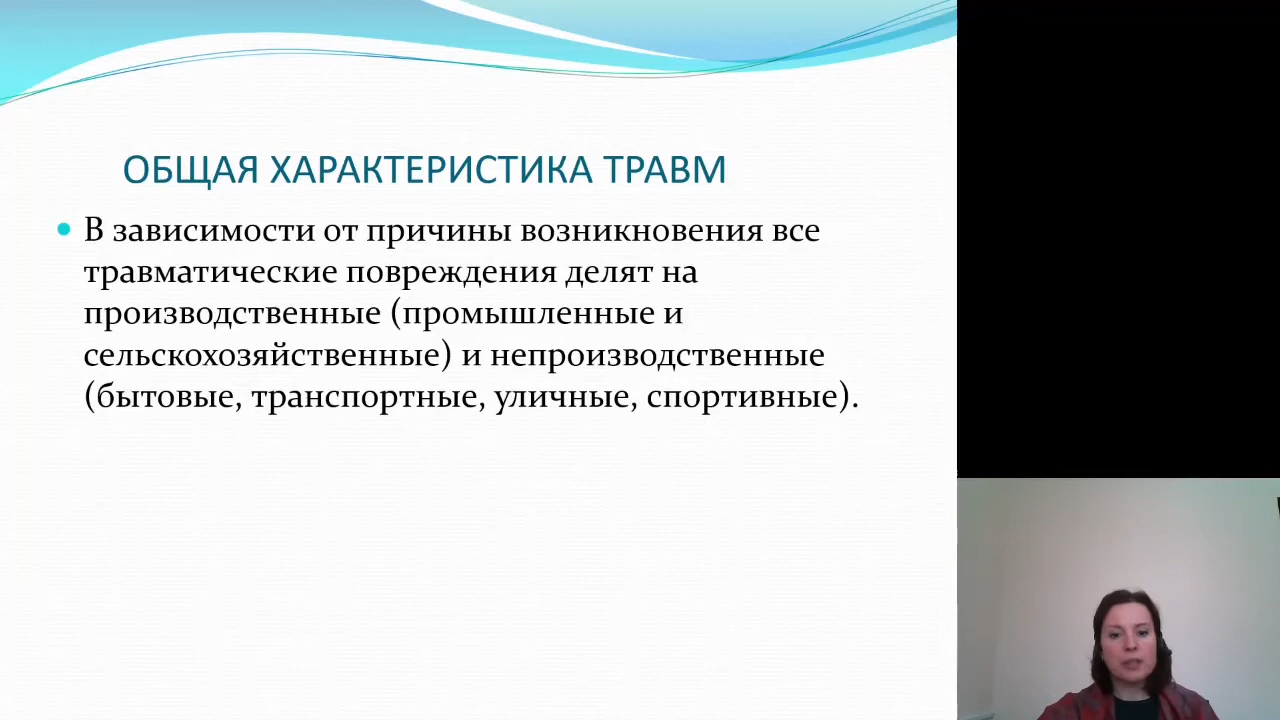 ОБЩАЯ ХАРАКТЕРИСТИКА ТРАВМ
В зависимости от причины возникновения все
травматические повреждения делят на
производственные (промышленные и
сельскохозяйственные) и непроизводственные
(бытовые, транспортные, уличные, спортивные).